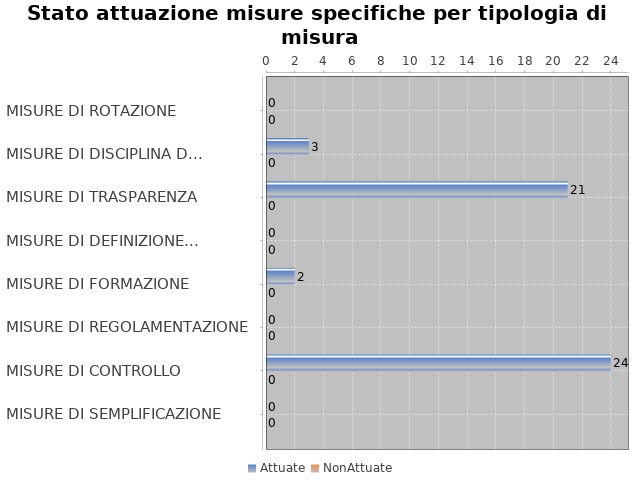 Stato attuazione misure specifiche per tipologia di
misura
0 2 4 6 8 10 12 14 16 18 20 22 24
MISURE DI ROTAZIONE 0
0
MISURE DI DISCIPLINA D... 3
0
MISURE DI TRASPARENZA 21
0
MISURE DI DEFINIZIONE... 0
0
MISURE DI FORMAZIONE 2
0
MISURE DI REGOLAMENTAZIONE 0
0
MISURE DI CONTROLLO 24
0
MISURE DI SEMPLIFICAZIONE 0
0
Attuate NonAttuate